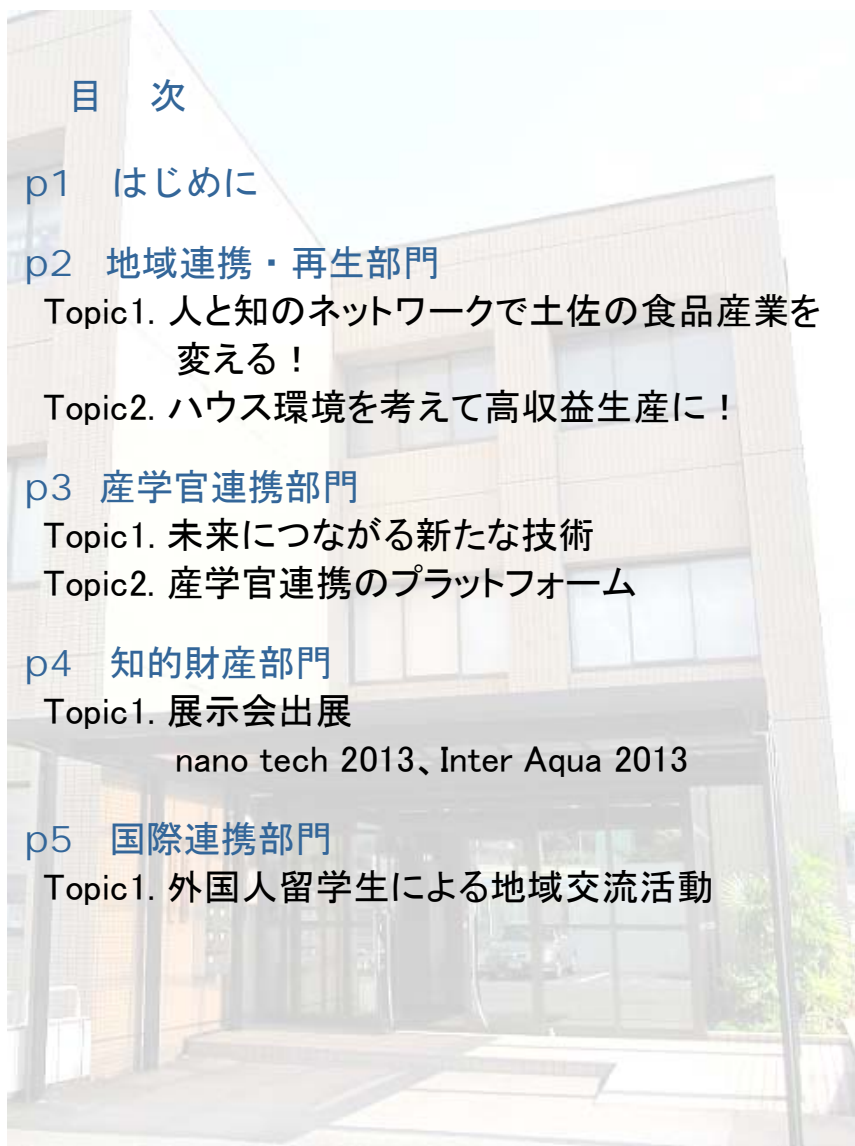 目　次
p1　はじめに
p2　地域連携・再生部門
Topic1. 人と知のネットワークで土佐の食品産業を
変える！
Topic2. ハウス環境を考えて高収益生産に！
p3　産学官連携部門
Topic1. 未来につながる新たな技術
Topic2. 産学官連携のプラットフォーム
p4　知的財産部門
Topic1. 展示会出展
nano tech 2013、Inter Aqua 2013
p5　国際連携部門
Topic1. 外国人留学生による地域交流活動